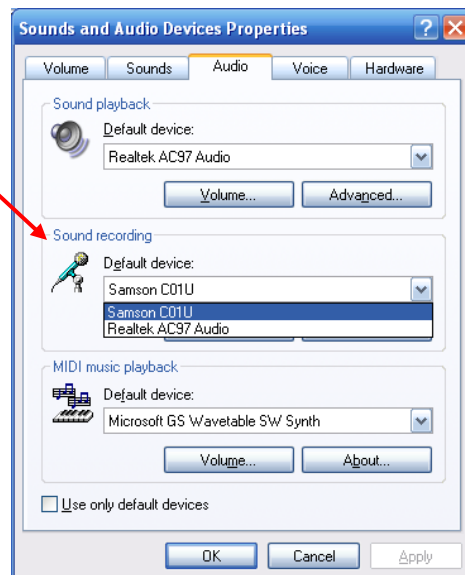 Sounds and Audio Devices Properties
Volume Sounds Audio Voice Hardware
Sound playback
Default device:
Realtek AC97 Audio
Volume... Advanced...
Sound recording
Default device:
Samson C01U
Samson C01U
Realtek AC97 Audio
MIDI music playback
Default device:
Microsoft GS Wavetable SW Synth
Volume... About...
Use only default devices
OK Cancel Apply